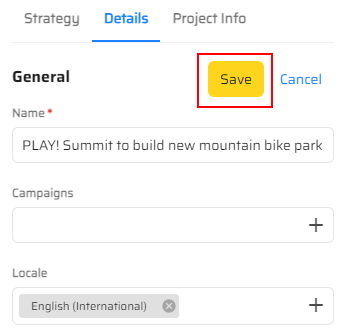 Strategy Details Project Info
General Save Cancel
Name *
PLAY! Summit to build new mountain bike park
Campaigns
Locale
English (International)